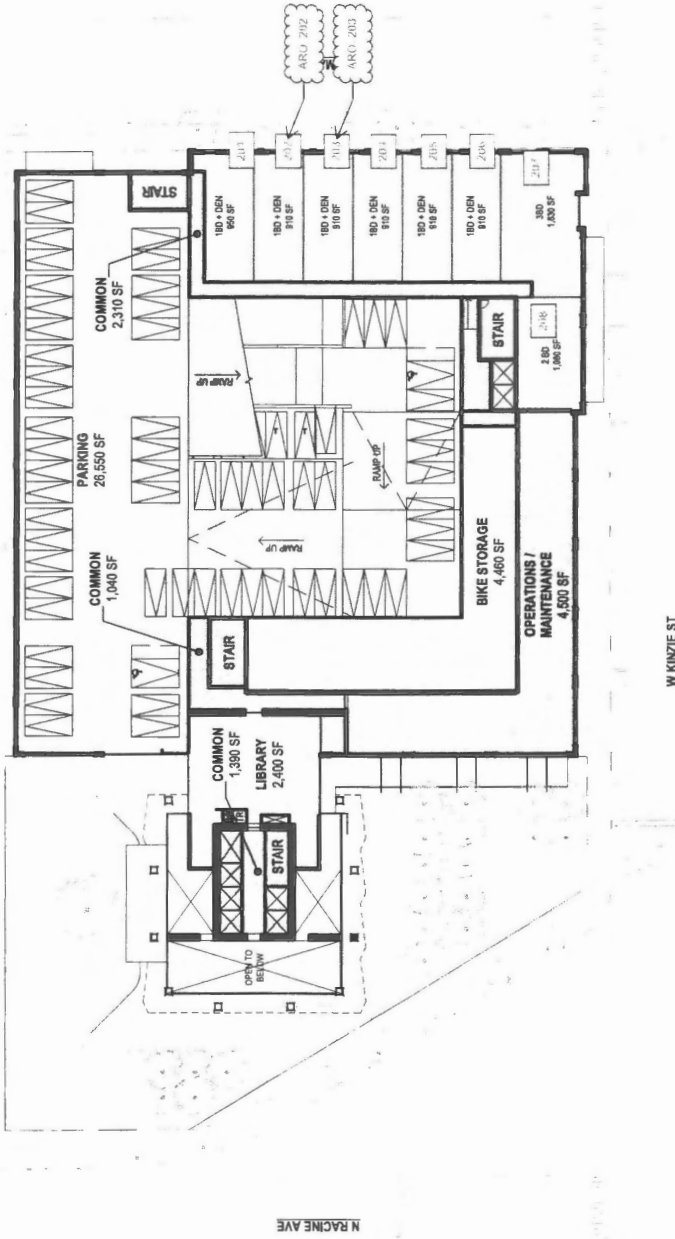 ARO 202
ARO 203
STAIR
COMMON
2,310 SF
PARKING
26,550 SF
COMMON
1,040 SF
201
1BD + DEN
950 SF
202
1BD + DEN
910 SF
203
1BD + DEN
910 SF
204
1BD + DEN
910 SF
205
1BD + DEN
910 SF
206
1BD + DEN
910 SF
207
3BD
1,630 SF
208
2 BD
1,080 SF
RAMP UP
RAMP UP
RAMP UP
STAIR
STAIR
BIKE STORAGE
4,460 SF
OPERATIONS /
MAINTENANCE
4,500 SF
COMMON
1,390 SF
LIBRARY
2,400 SF
STAIR
OPEN TO
BELOW
W KINZIE ST
N RACINE AVE